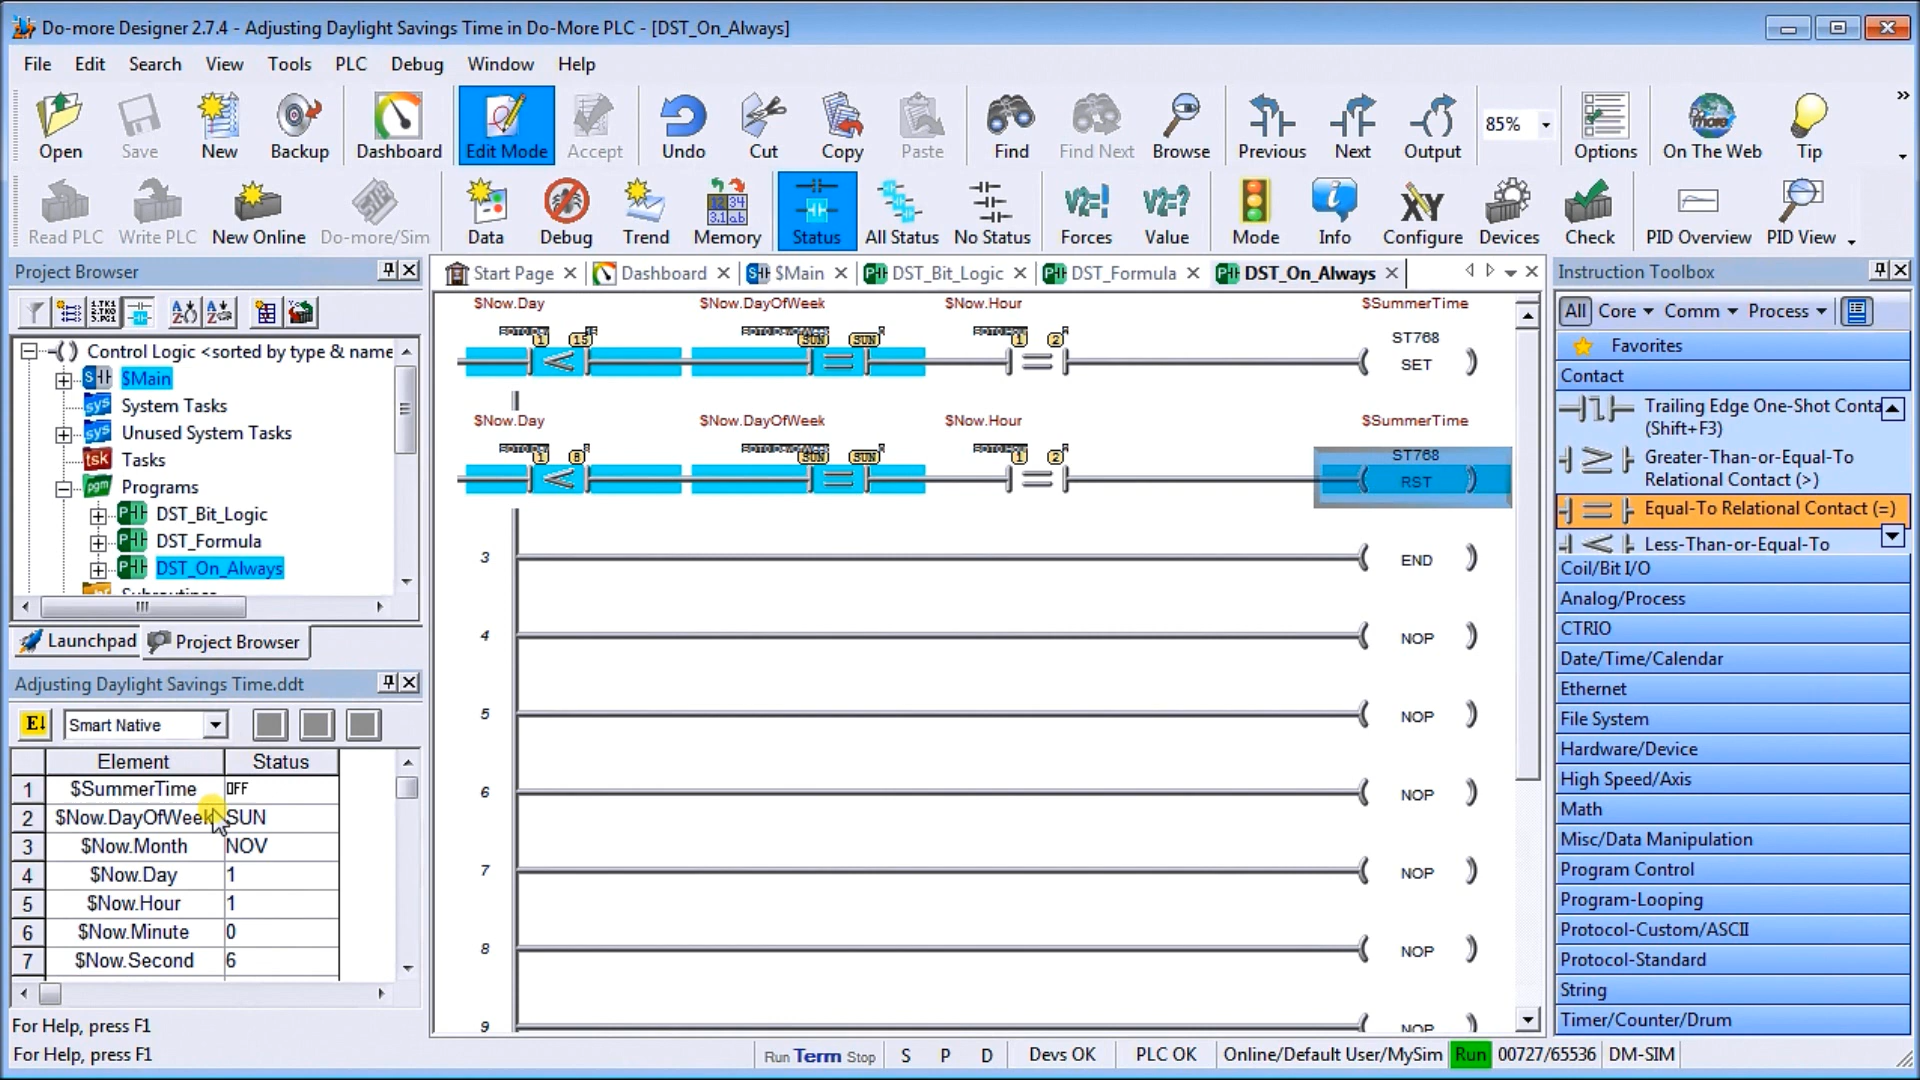 Do-more Designer 2.7.4 - Adjusting Daylight Savings Time in Do-More PLC - [DST_On_Always]
File Edit Search View Tools PLC Debug Window Help
Open Save New Backup Dashboard Edit Mode Accept Undo Cut Copy Paste Find Find Next Browse Previous Next Output 85% Options On The Web Tip
Read PLC Write PLC New Online Do-more/Sim Data Debug Trend Memory Status All Status No Status Forces Value Mode Info Configure Devices Check PID Overview PID View
Project Browser
Control Logic <sorted by type & name
$Main
System Tasks
Unused System Tasks
Tasks
Programs
DST_Bit_Logic
DST_Formula
DST_On_Always
Launchpad Project Browser
Adjusting Daylight Savings Time.ddt
Smart Native
Element Status
1 $SummerTime OFF
2 $Now.DayOfWeek SUN
3 $Now.Month NOV
4 $Now.Day 1
5 $Now.Hour 1
6 $Now.Minute 0
7 $Now.Second 6
For Help, press F1
For Help, press F1
Start Page Dashboard $Main DST_Bit_Logic DST_Formula DST_On_Always
$Now.Day $Now.DayOfWeek $Now.Hour $SummerTime
1 15 SUN SUN 1 2 ST768
SET
$Now.Day $Now.DayOfWeek $Now.Hour $SummerTime
1 8 SUN SUN 1 2 ST768
RST
3 END
4 NOP
5 NOP
6 NOP
7 NOP
8 NOP
9 NOP
Instruction Toolbox
All Core Comm Process
Favorites
Contact
Trailing Edge One-Shot Conta
(Shift+F3)
Greater-Than-or-Equal-To
Relational Contact (>)
Equal-To Relational Contact (=)
Less-Than-or-Equal-To
Coil/Bit I/O
Analog/Process
CTRIO
Date/Time/Calendar
Ethernet
File System
Hardware/Device
High Speed/Axis
Math
Misc/Data Manipulation
Program Control
Program-Looping
Protocol-Custom/ASCII
Protocol-Standard
String
Timer/Counter/Drum
Run Term Stop S P D Devs OK PLC OK Online/Default User/MySim Run 00727/65536 DM-SIM